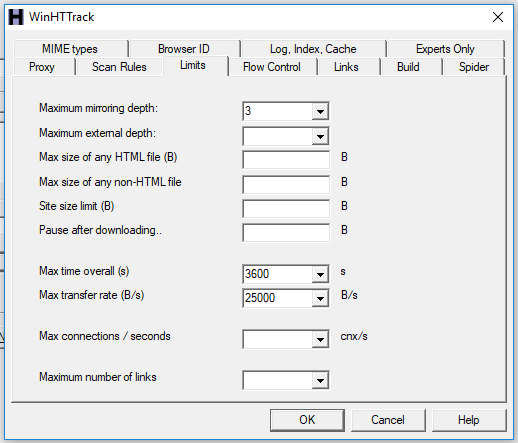 WinHTTrack
MIME types Browser ID Log, Index, Cache Experts Only
Proxy Scan Rules Limits Flow Control Links Build Spider
Maximum mirroring depth: 3
Maximum external depth:
Max size of any HTML file (B) B
Max size of any non-HTML file B
Site size limit (B) B
Pause after downloading.. B
Max time overall (s) 3600 s
Max transfer rate (B/s) 25000 B/s
Max connections / seconds cnx/s
Maximum number of links
OK Cancel Help